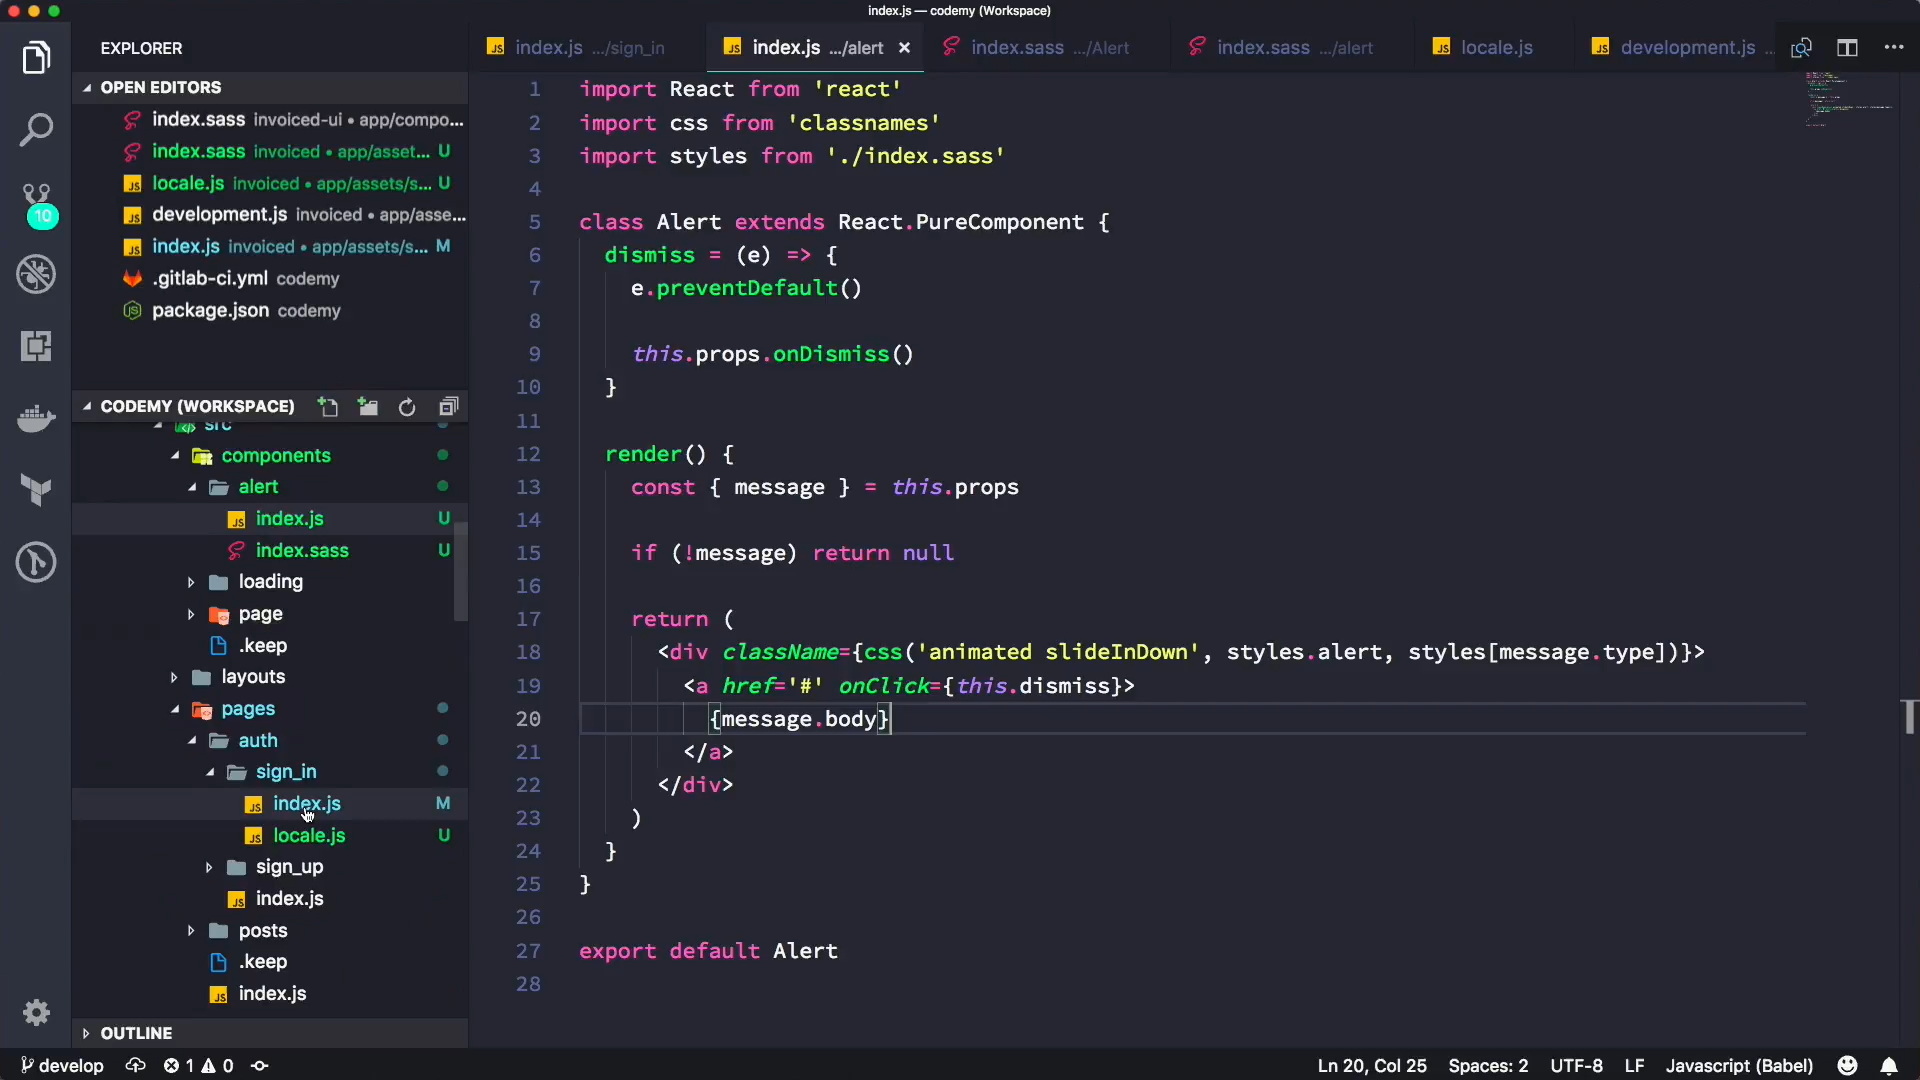 index.js — codemy (Workspace)
EXPLORER
OPEN EDITORS
index.sass invoiced-ui • app/compo...
index.sass invoiced • app/asset... U
locale.js invoiced • app/assets/s... U
development.js invoiced • app/asse...
index.js invoiced • app/assets/s... M
.gitlab-ci.yml codemy
package.json codemy
10
CODEMY (WORKSPACE)
src
components
alert
index.js U
index.sass U
loading
page
.keep
layouts
pages
auth
sign_in
index.js M
locale.js U
sign_up
index.js
posts
.keep
index.js
OUTLINE
index.js .../sign_in
index.js .../alert ×
index.sass .../Alert
index.sass .../alert
locale.js
development.js ..
1 import React from 'react'
2 import css from 'classnames'
3 import styles from './index.sass'
4
5 class Alert extends React.PureComponent {
6 dismiss = (e) => {
7 e.preventDefault()
8
9 this.props.onDismiss()
10 }
11
12 render() {
13 const { message } = this.props
14
15 if (!message) return null
16
17 return (
18 <div className={css('animated slideInDown', styles.alert, styles[message.type])}>
19 <a href='#' onClick={this.dismiss}>
20 {message.body}
21 </a>
22 </div>
23 )
24 }
25 }
26
27 export default Alert
28
develop 1 0 Ln 20, Col 25 Spaces: 2 UTF-8 LF Javascript (Babel)